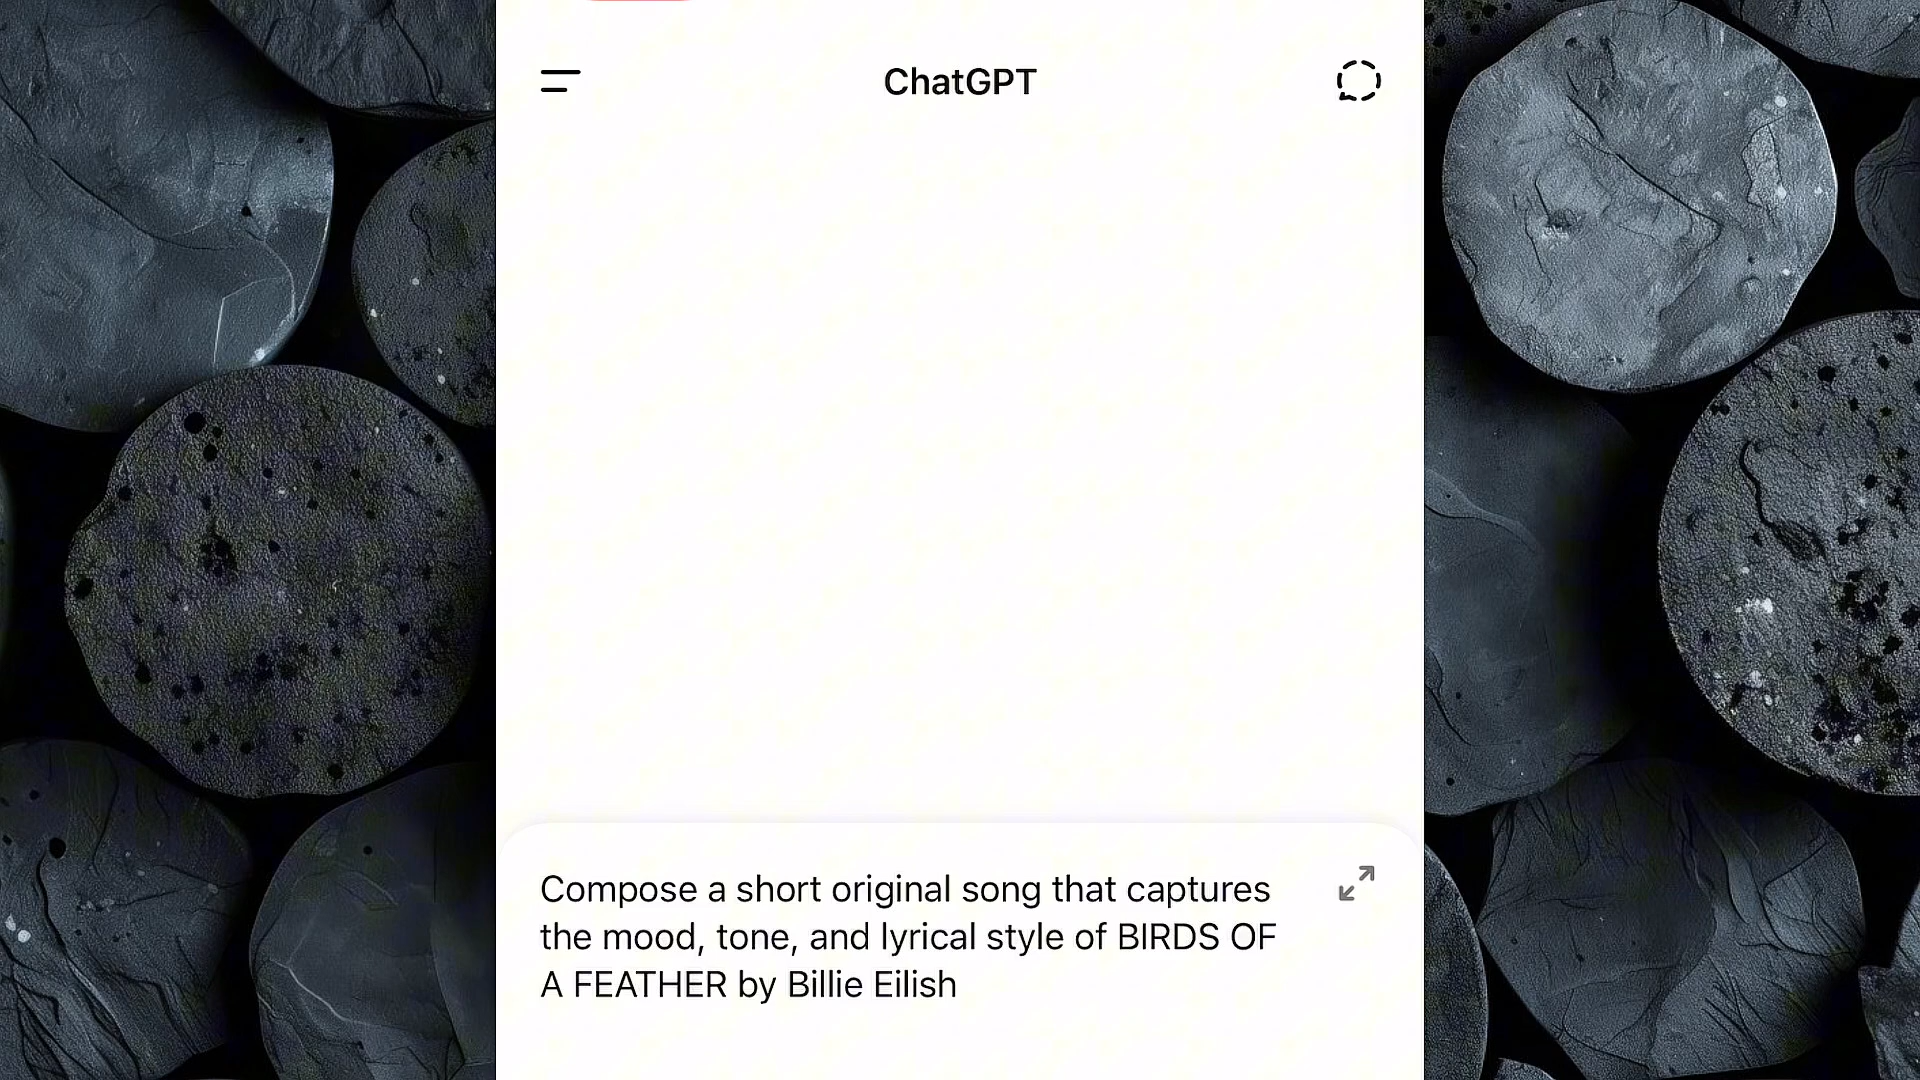 ChatGPT
Compose a short original song that captures
the mood, tone, and lyrical style of BIRDS OF
A FEATHER by Billie Eilish